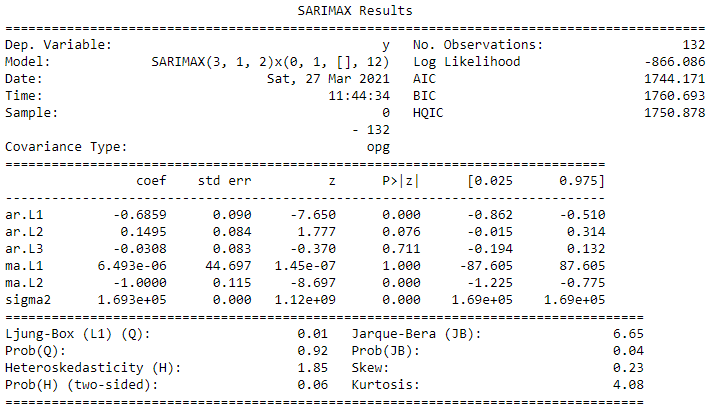 SARIMAX Results
==============================================================================================
Dep. Variable:                                  y   No. Observations:                  132
Model:             SARIMAX(3, 1, 2)x(0, 1, [], 12)   Log Likelihood                -866.086
Date:                            Sat, 27 Mar 2021   AIC                           1744.171
Time:                                    11:44:34   BIC                           1760.693
Sample:                                         0   HQIC                          1750.878
- 132
Covariance Type:                              opg
==============================================================================
coef    std err          z      P>|z|      [0.025      0.975]
------------------------------------------------------------------------------
ar.L1         -0.6859      0.090     -7.650      0.000      -0.862      -0.510
ar.L2          0.1495      0.084      1.777      0.076      -0.015       0.314
ar.L3         -0.0308      0.083     -0.370      0.711      -0.194       0.132
ma.L1       6.493e-06     44.697   1.45e-07      1.000     -87.605      87.605
ma.L2         -1.0000      0.115     -8.697      0.000      -1.225      -0.775
sigma2      1.693e+05      0.000   1.12e+09      0.000    1.69e+05    1.69e+05
===================================================================================
Ljung-Box (L1) (Q):                   0.01   Jarque-Bera (JB):                 6.65
Prob(Q):                              0.92   Prob(JB):                         0.04
Heteroskedasticity (H):               1.85   Skew:                             0.23
Prob(H) (two-sided):                  0.06   Kurtosis:                         4.08
===================================================================================